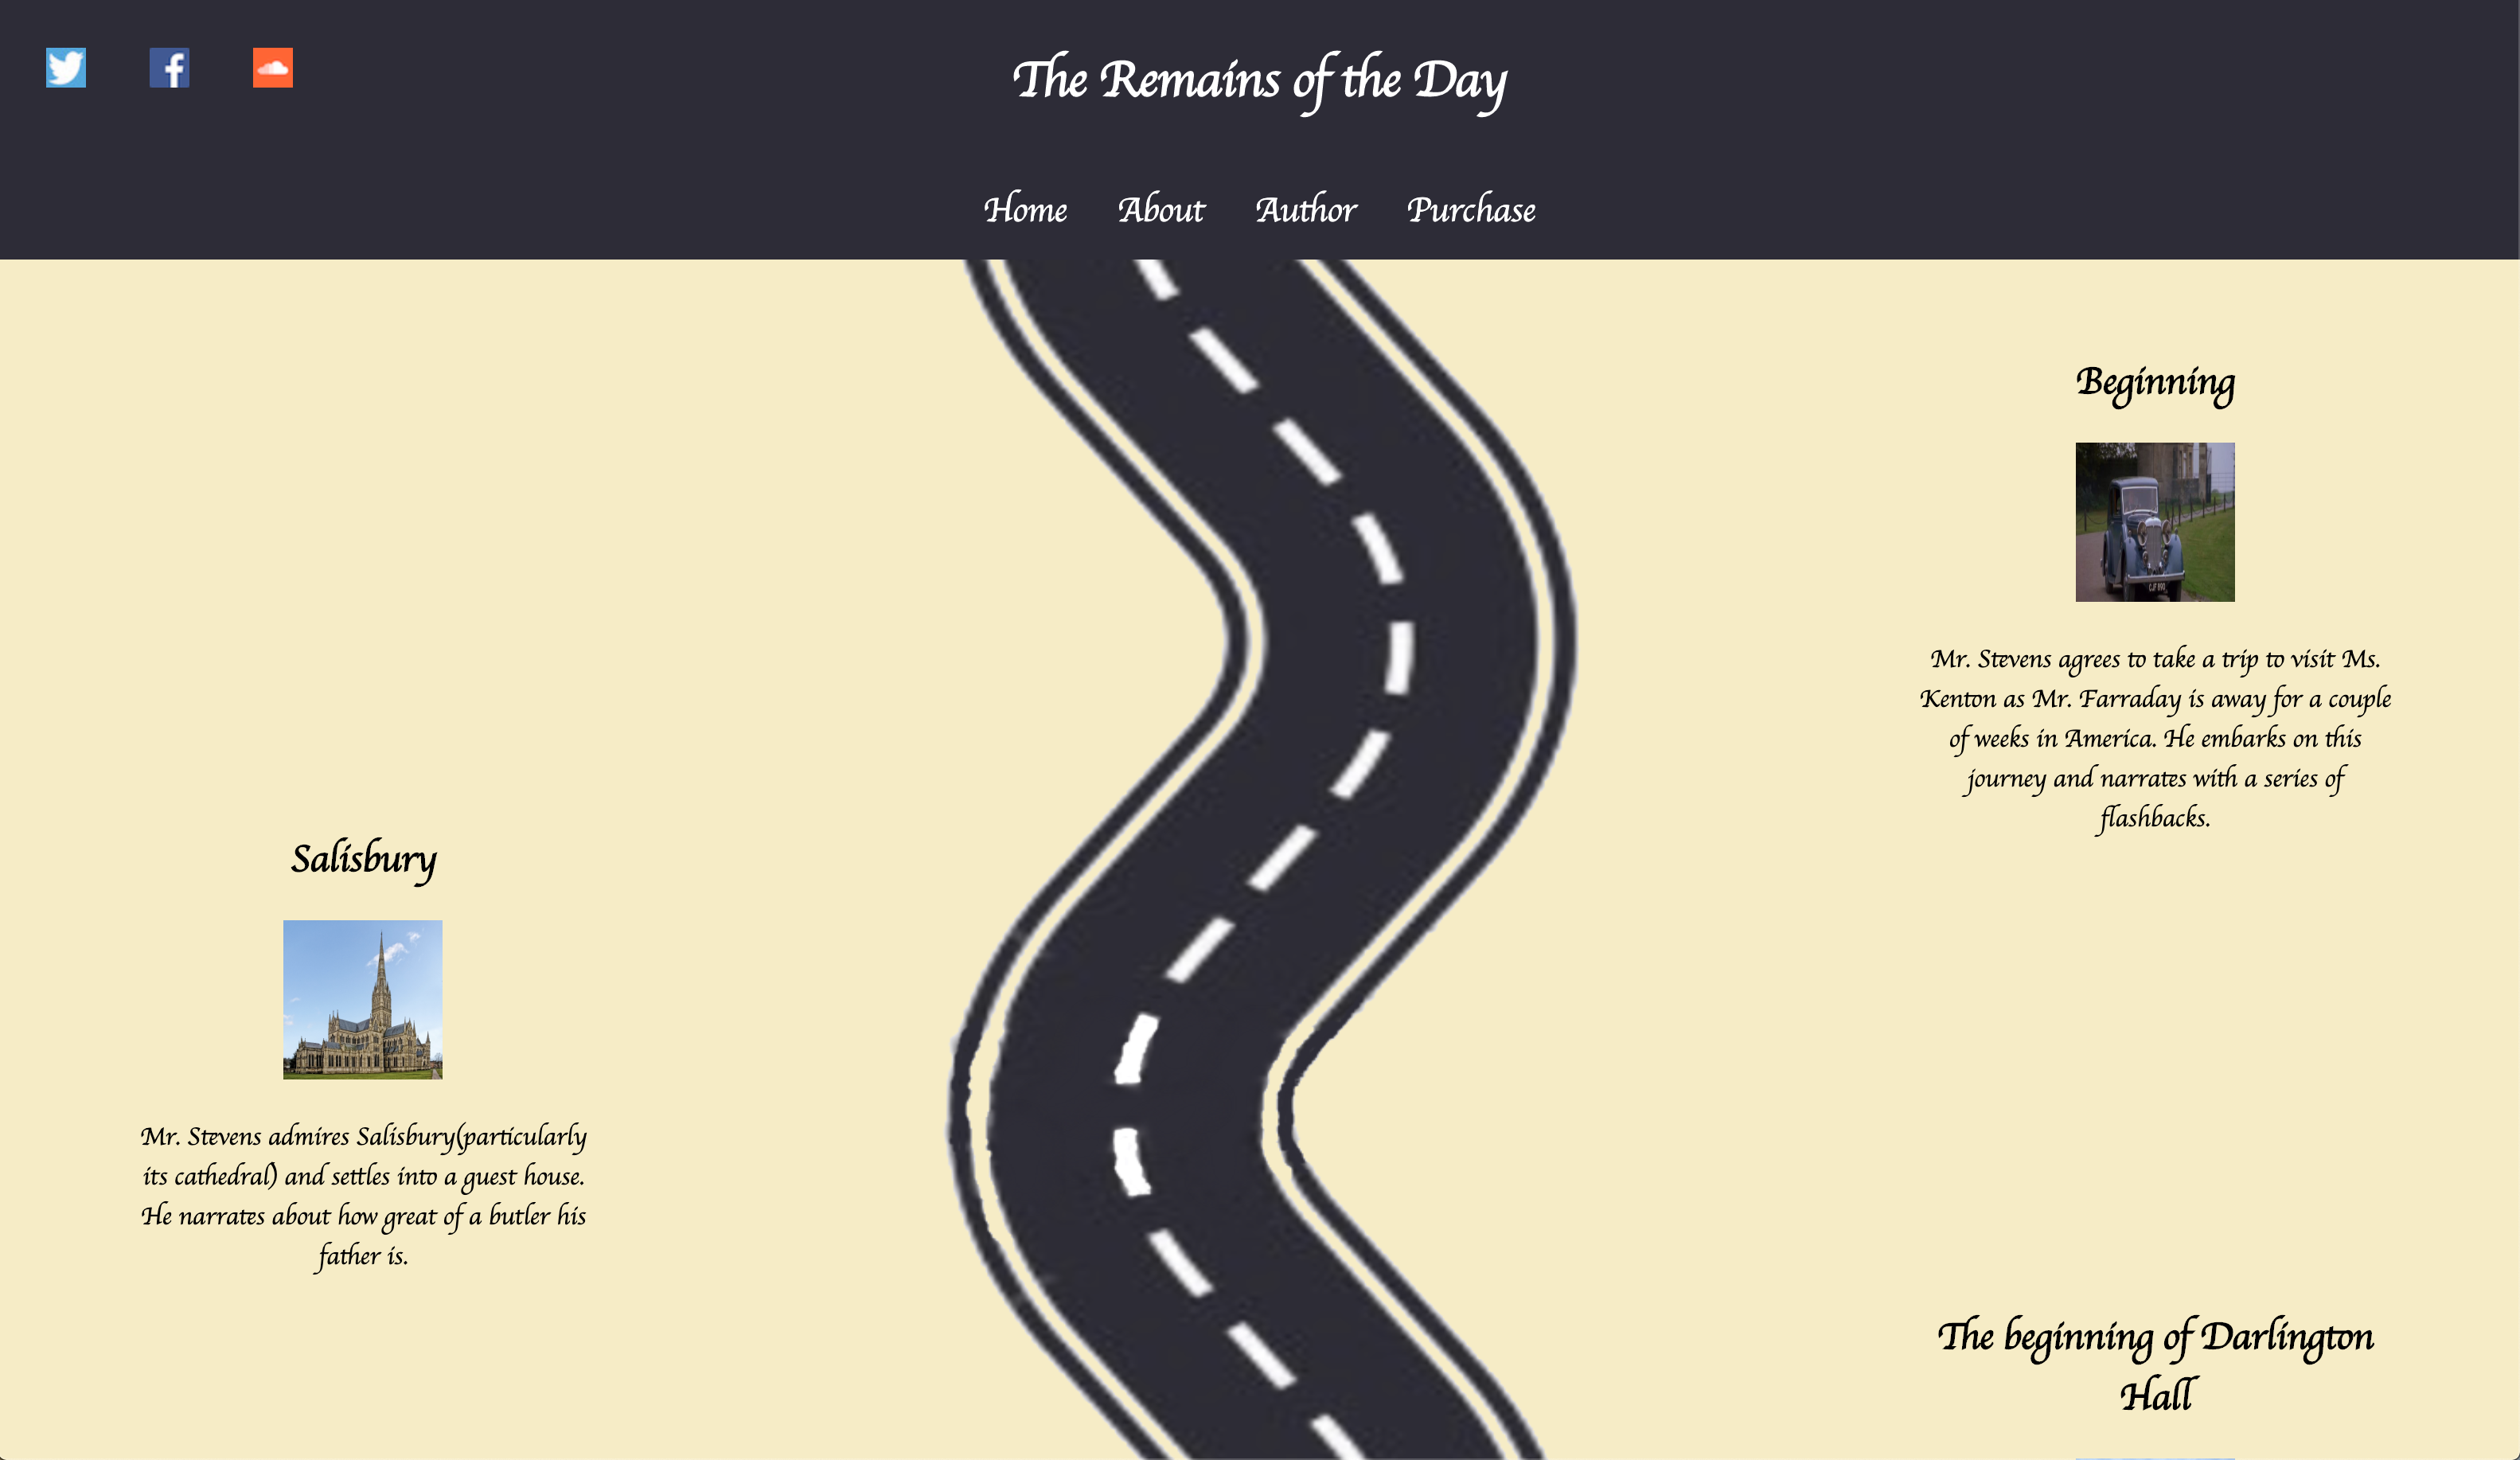 The Remains of the Day
Home About Author Purchase
Beginning
Mr. Stevens agrees to take a trip to visit Ms.
Kenton as Mr. Farraday is away for a couple
of weeks in America. He embarks on this
journey and narrates with a series of
flashbacks.
Salisbury
Mr. Stevens admires Salisbury(particularly
its cathedral) and settles into a guest house.
He narrates about how great of a butler his
father is.
The beginning of Darlington
Hall